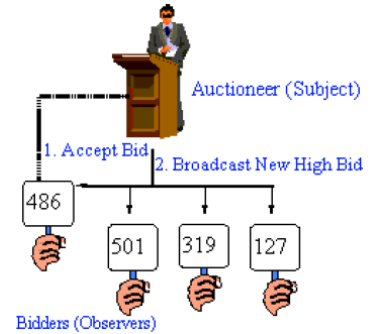 Auctioneer (Subject)
1. Accept Bid
2. Broadcast New High Bid
486
501
319
127
Bidders (Observers)